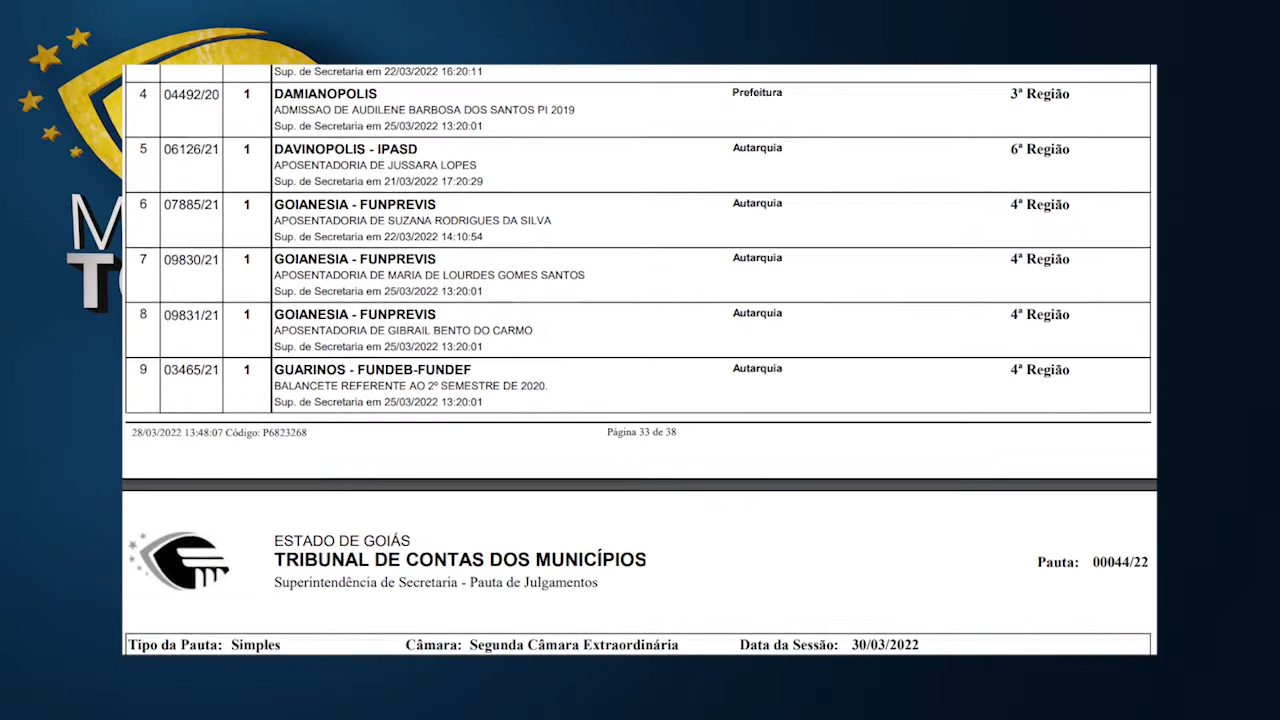 Sup. de Secretaria em 22/03/2022 16:20:11
4 04492/20 1 DAMIANOPOLIS Prefeitura 3ª Região
ADMISSAO DE AUDILENE BARBOSA DOS SANTOS PI 2019
Sup. de Secretaria em 25/03/2022 13:20:01
5 06126/21 1 DAVINOPOLIS - IPASD Autarquia 6ª Região
APOSENTADORIA DE JUSSARA LOPES
Sup. de Secretaria em 21/03/2022 17:20:29
6 07885/21 1 GOIANESIA - FUNPREVIS Autarquia 4ª Região
APOSENTADORIA DE SUZANA RODRIGUES DA SILVA
Sup. de Secretaria em 22/03/2022 14:10:54
7 09830/21 1 GOIANESIA - FUNPREVIS Autarquia 4ª Região
APOSENTADORIA DE MARIA DE LOURDES GOMES SANTOS
Sup. de Secretaria em 25/03/2022 13:20:01
8 09831/21 1 GOIANESIA - FUNPREVIS Autarquia 4ª Região
APOSENTADORIA DE GIBRAIL BENTO DO CARMO
Sup. de Secretaria em 25/03/2022 13:20:01
9 03465/21 1 GUARINOS - FUNDEB-FUNDEF Autarquia 4ª Região
BALANCETE REFERENTE AO 2º SEMESTRE DE 2020.
Sup. de Secretaria em 25/03/2022 13:20:01
28/03/2022 13:48:07 Código: P6823268 Página 33 de 38
ESTADO DE GOIÁS
TRIBUNAL DE CONTAS DOS MUNICÍPIOS
Superintendência de Secretaria - Pauta de Julgamentos
Pauta: 00044/22
Tipo da Pauta: Simples Câmara: Segunda Câmara Extraordinária Data da Sessão: 30/03/2022